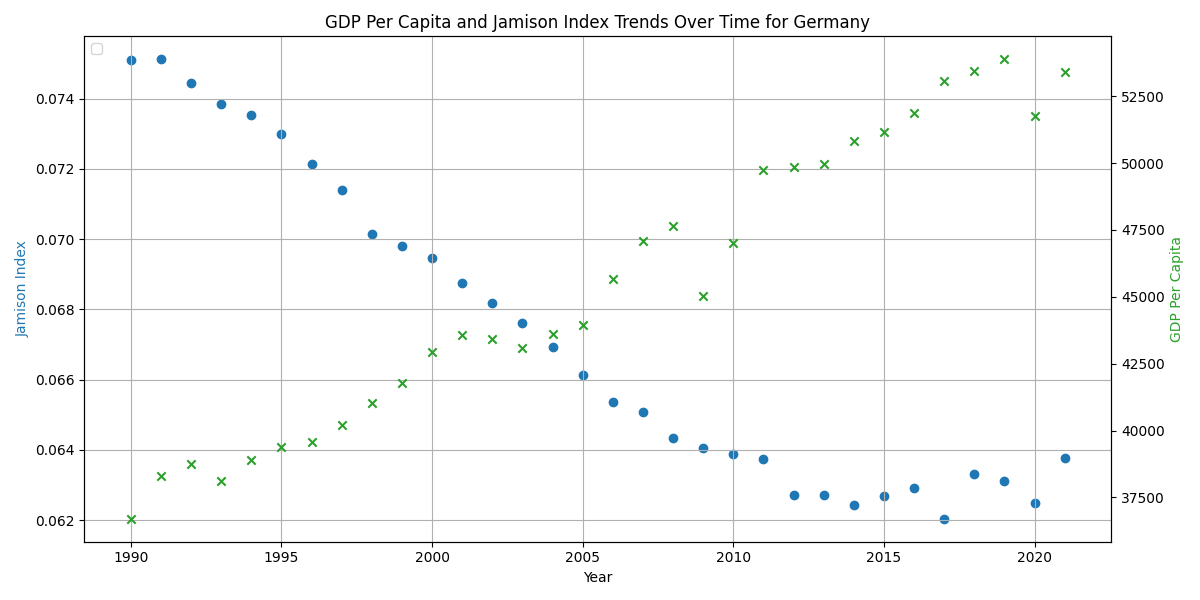 GDP Per Capita and Jamison Index Trends Over Time for Germany
Jamison Index
0.074
0.072
0.070
0.068
0.066
0.064
0.062
52500
50000
47500
45000
42500
40000
37500
GDP Per Capita
1990 1995 2000 2005 2010 2015 2020
Year